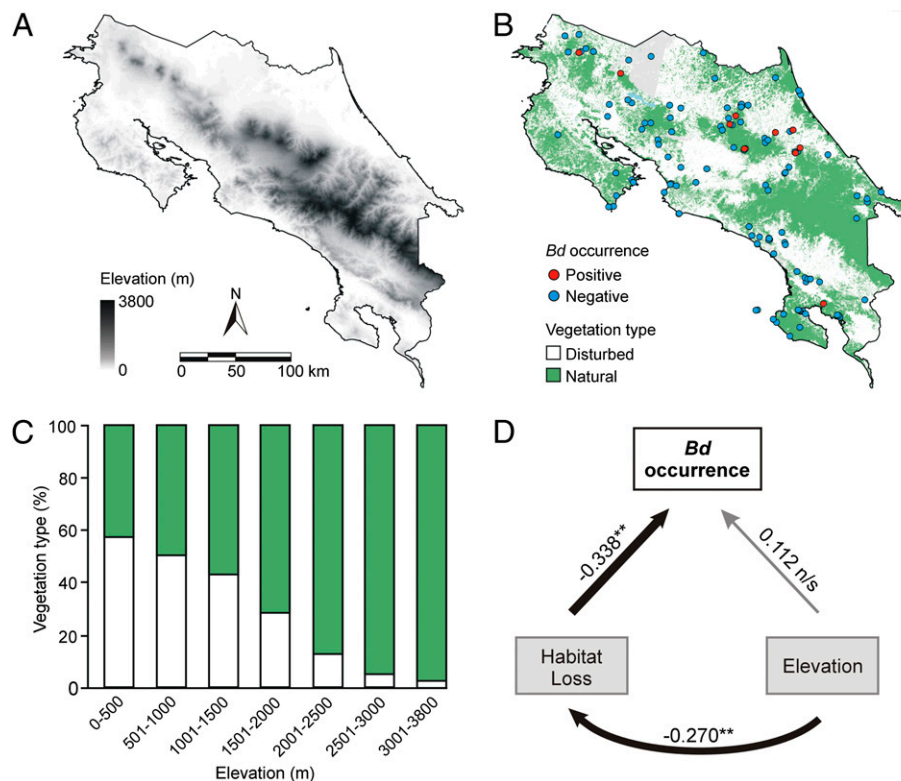 A
Elevation (m)
3800
0
N
0 50 100 km
B
Bd occurrence
Positive
Negative
Vegetation type
Disturbed
Natural
C
Vegetation type (%)
100
80
60
40
20
0
0-500
501-1000
1001-1500
1501-2000
2001-2500
2501-3000
3001-3800
Elevation (m)
D
Bd
occurrence
-0.338**
0.112 n/s
Habitat
Loss
Elevation
-0.270**